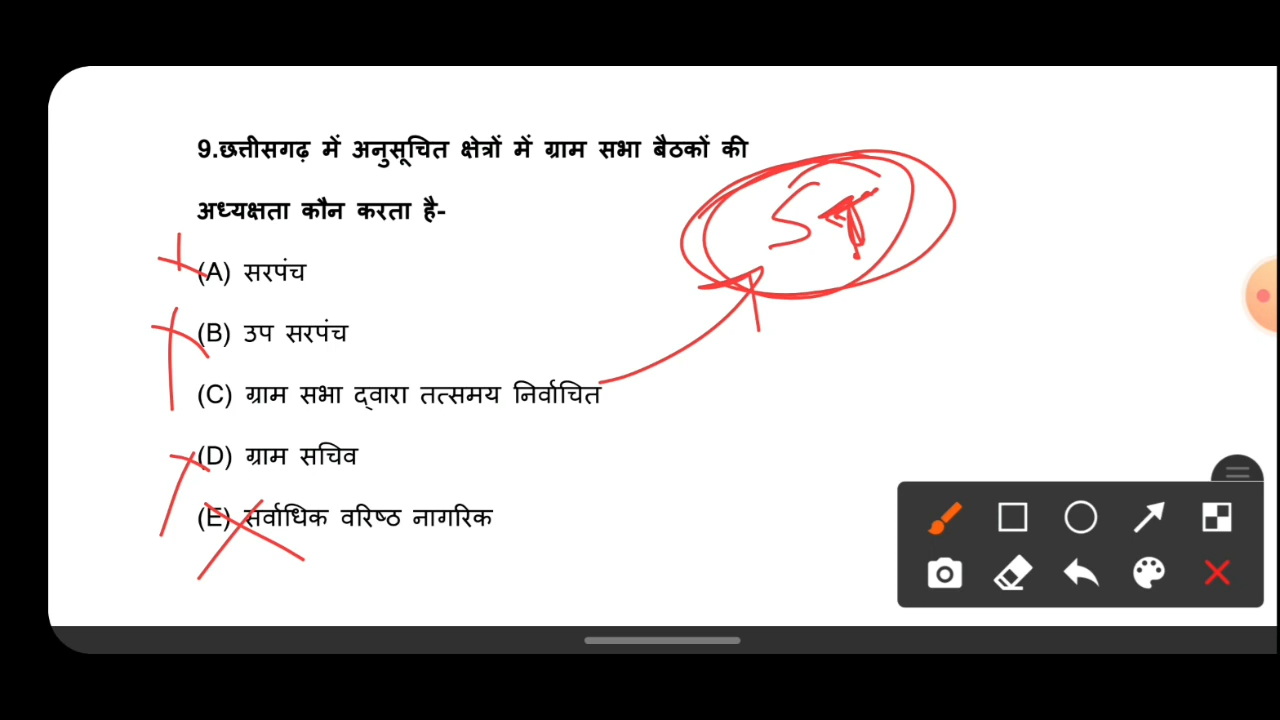 9.छत्तीसगढ़ में अनुसूचित क्षेत्रों में ग्राम सभा बैठकों की
अध्यक्षता कौन करता है-
(A) सरपंच
(B) उप सरपंच
(C) ग्राम सभा द्वारा तत्समय निर्वाचित
(D) ग्राम सचिव
(E) सर्वाधिक वरिष्ठ नागरिक